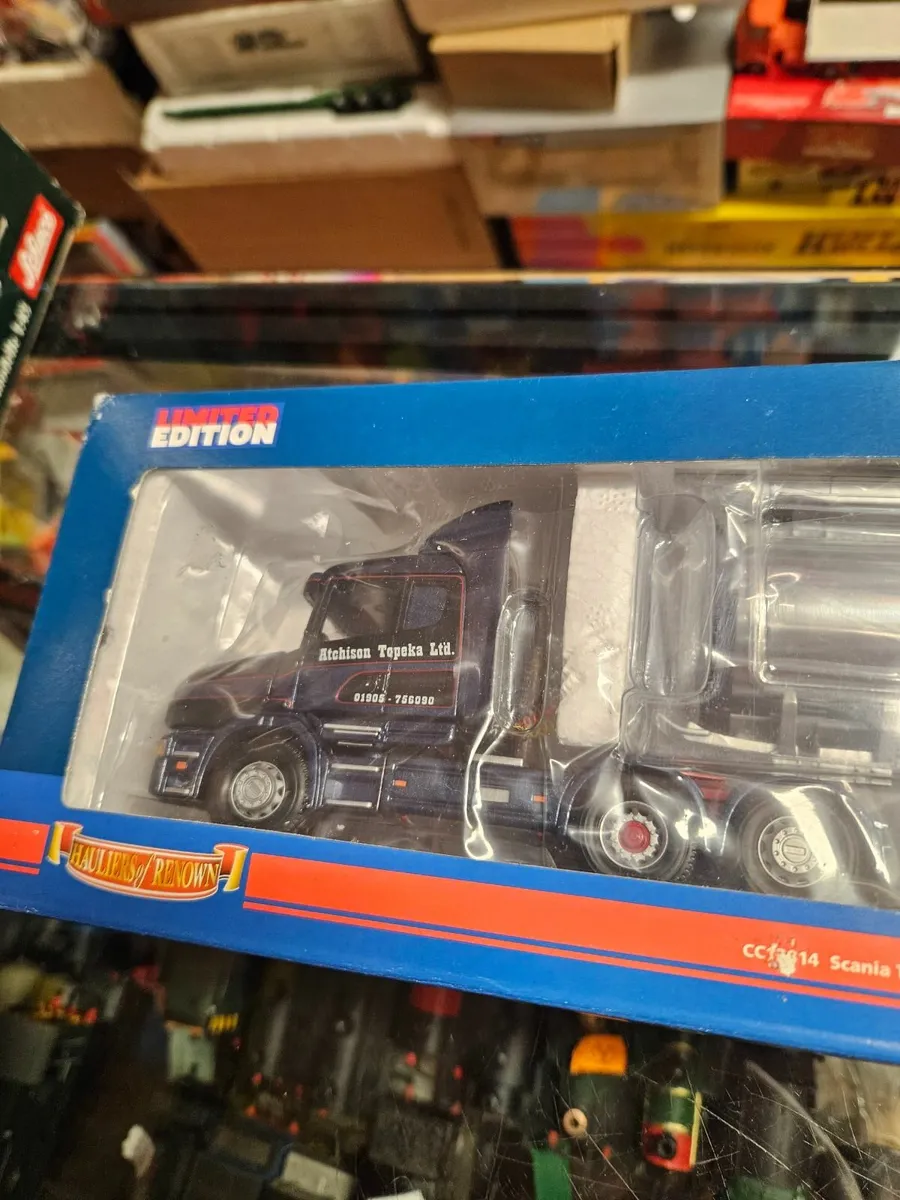 LIMITED
EDITION
Atchison Topeka Ltd.
01905 - 756090
HAULIERS of RENOWN
Scania